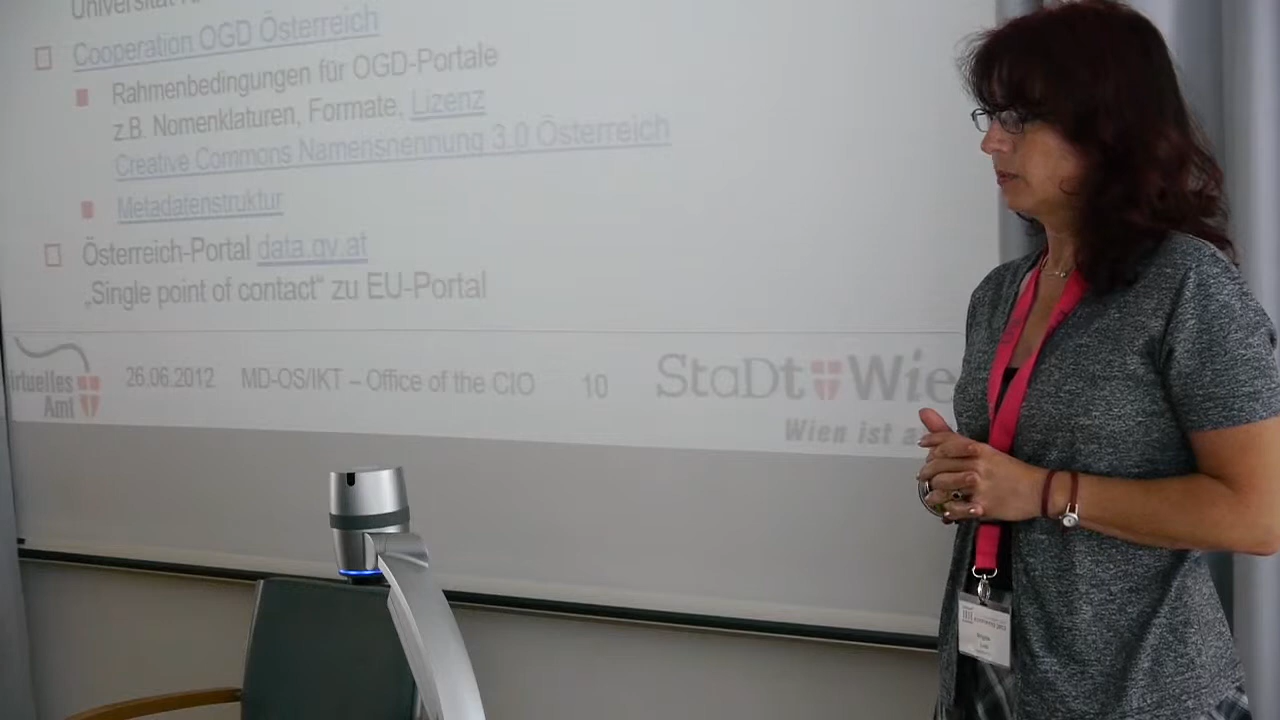 Universität
Cooperation OGD Österreich
Rahmenbedingungen für OGD-Portale
z.B. Nomenklaturen, Formate, Lizenz
Creative Commons Namensnennung 3.0 Österreich
Metadatenstruktur
Österreich-Portal data.gv.at
„Single point of contact“ zu EU-Portal
irtuelles
Amt
26.06.2012 MD-OS/IKT – Office of the CIO 10
StaDt Wie
Wien ist a